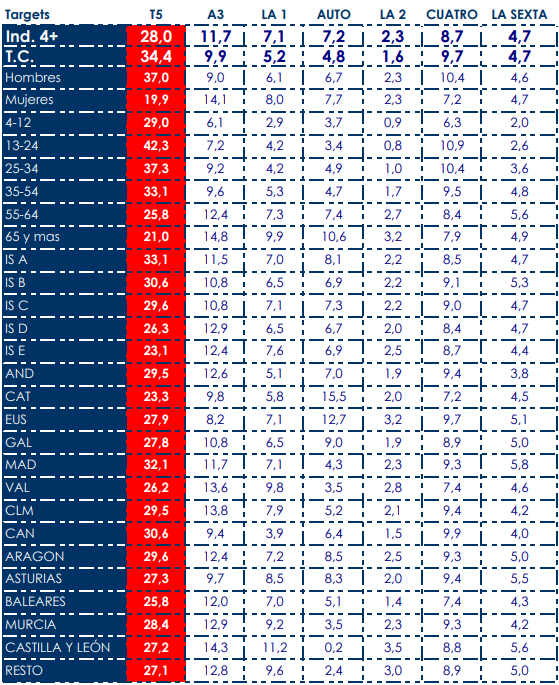 Targets T5 A3 LA 1 AUTO LA 2 CUATRO LA SEXTA
Ind. 4+ 28,0 11,7 7,1 7,2 2,3 8,7 4,7
T.C. 34,4 9,9 5,2 4,8 1,6 9,7 4,7
Hombres 37,0 9,0 6,1 6,7 2,3 10,4 4,6
Mujeres 19,9 14,1 8,0 7,7 2,3 7,2 4,7
4-12 29,0 6,1 2,9 3,7 0,9 6,3 2,0
13-24 42,3 7,2 4,2 3,4 0,8 10,9 2,6
25-34 37,3 9,2 4,2 4,9 1,0 10,4 3,6
35-54 33,1 9,6 5,3 4,7 1,7 9,5 4,8
55-64 25,8 12,4 7,3 7,4 2,7 8,4 5,6
65 y mas 21,0 14,8 9,9 10,6 3,2 7,9 4,9
IS A 33,1 11,5 7,0 8,1 2,2 8,5 4,7
IS B 30,6 10,8 6,5 6,9 2,2 9,1 5,3
IS C 29,6 10,8 7,1 7,3 2,2 9,0 4,7
IS D 26,3 12,9 6,5 6,7 2,0 8,4 4,7
IS E 23,1 12,4 7,6 6,9 2,5 8,7 4,4
AND 29,5 12,6 5,1 7,0 1,9 9,4 3,8
CAT 23,3 9,8 5,8 15,5 2,0 7,2 4,5
EUS 27,9 8,2 7,1 12,7 3,2 9,7 5,1
GAL 27,8 10,8 6,5 9,0 1,9 8,9 5,0
MAD 32,1 11,7 7,1 4,3 2,3 9,3 5,8
VAL 26,2 13,6 9,8 3,5 2,8 7,4 4,6
CLM 29,5 13,8 7,9 5,2 2,1 9,4 4,2
CAN 30,6 9,4 3,9 6,4 1,5 9,9 4,0
ARAGON 29,6 12,4 7,2 8,5 2,5 9,3 5,0
ASTURIAS 27,3 9,7 8,5 8,3 2,0 9,4 5,5
BALEARES 25,8 12,0 7,0 5,1 1,4 7,4 4,3
MURCIA 28,4 12,9 9,2 3,5 2,3 9,3 4,2
CASTILLA Y LEÓN 27,2 14,3 11,2 0,2 3,5 8,8 5,6
RESTO 27,1 12,8 9,6 2,4 3,0 8,9 5,0